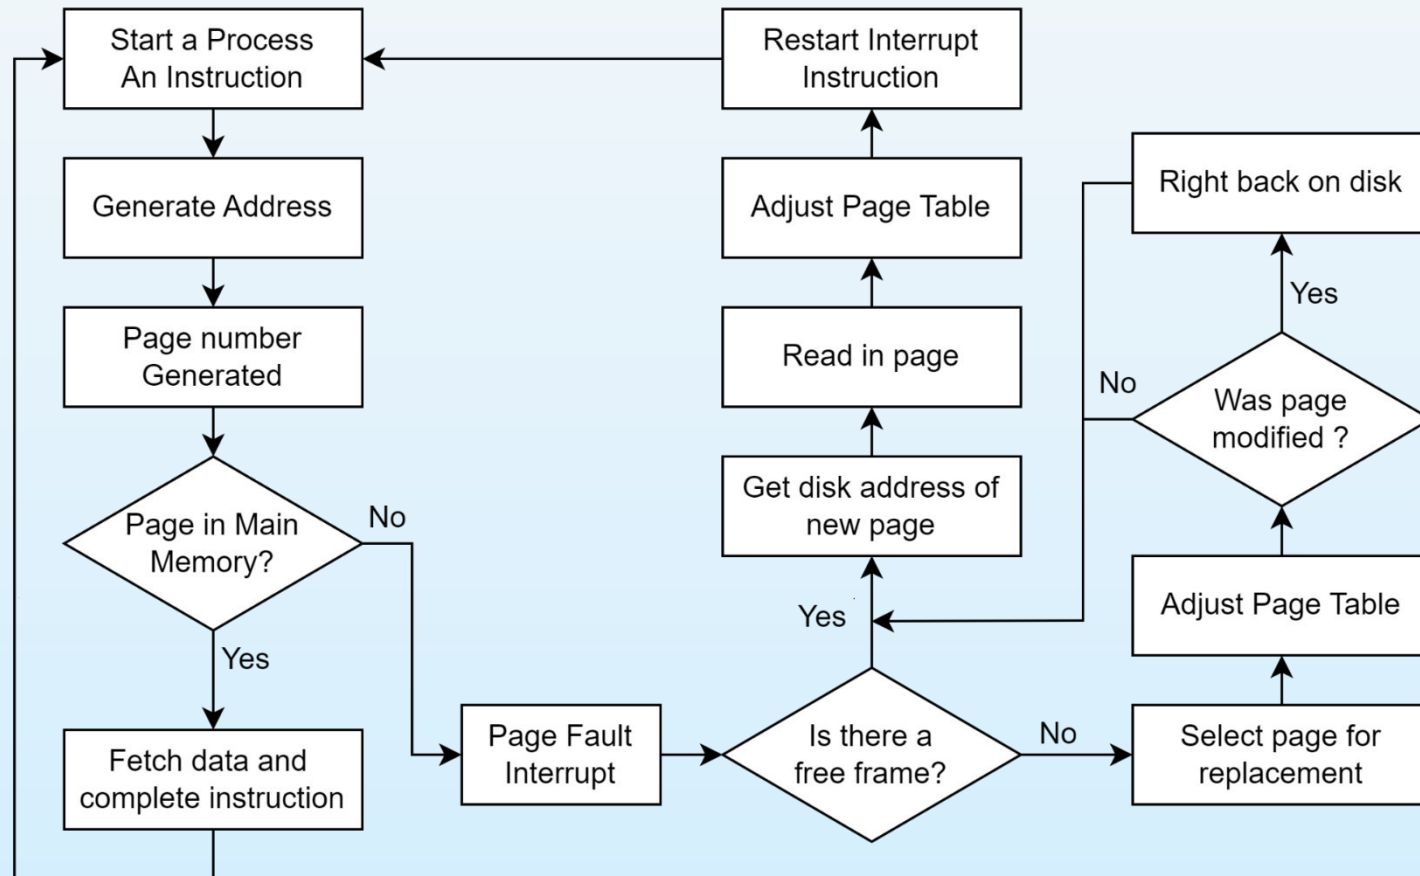 Start a Process
An Instruction
Generate Address
Page number
Generated
Page in Main
Memory?
No
Yes
Fetch data and
complete instruction
Page Fault
Interrupt
Restart Interrupt
Instruction
Adjust Page Table
Read in page
Get disk address of
new page
Yes
Is there a
free frame?
No
Right back on disk
Yes
No
Was page
modified ?
Adjust Page Table
Select page for
replacement